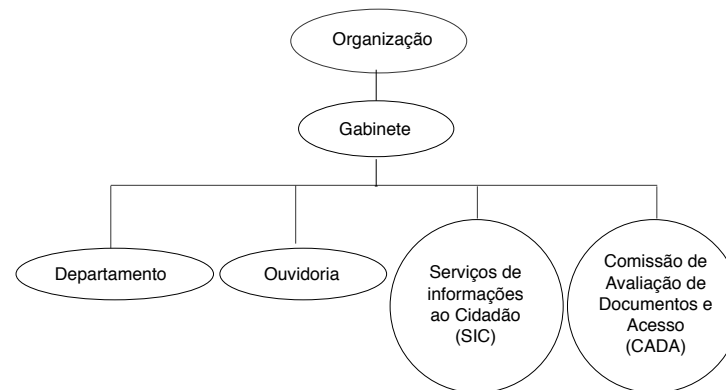 Organização
Gabinete
Departamento
Ouvidoria
Serviços de
informações
ao Cidadão
(SIC)
Comissão de
Avaliação de
Documentos e
Acesso
(CADA)